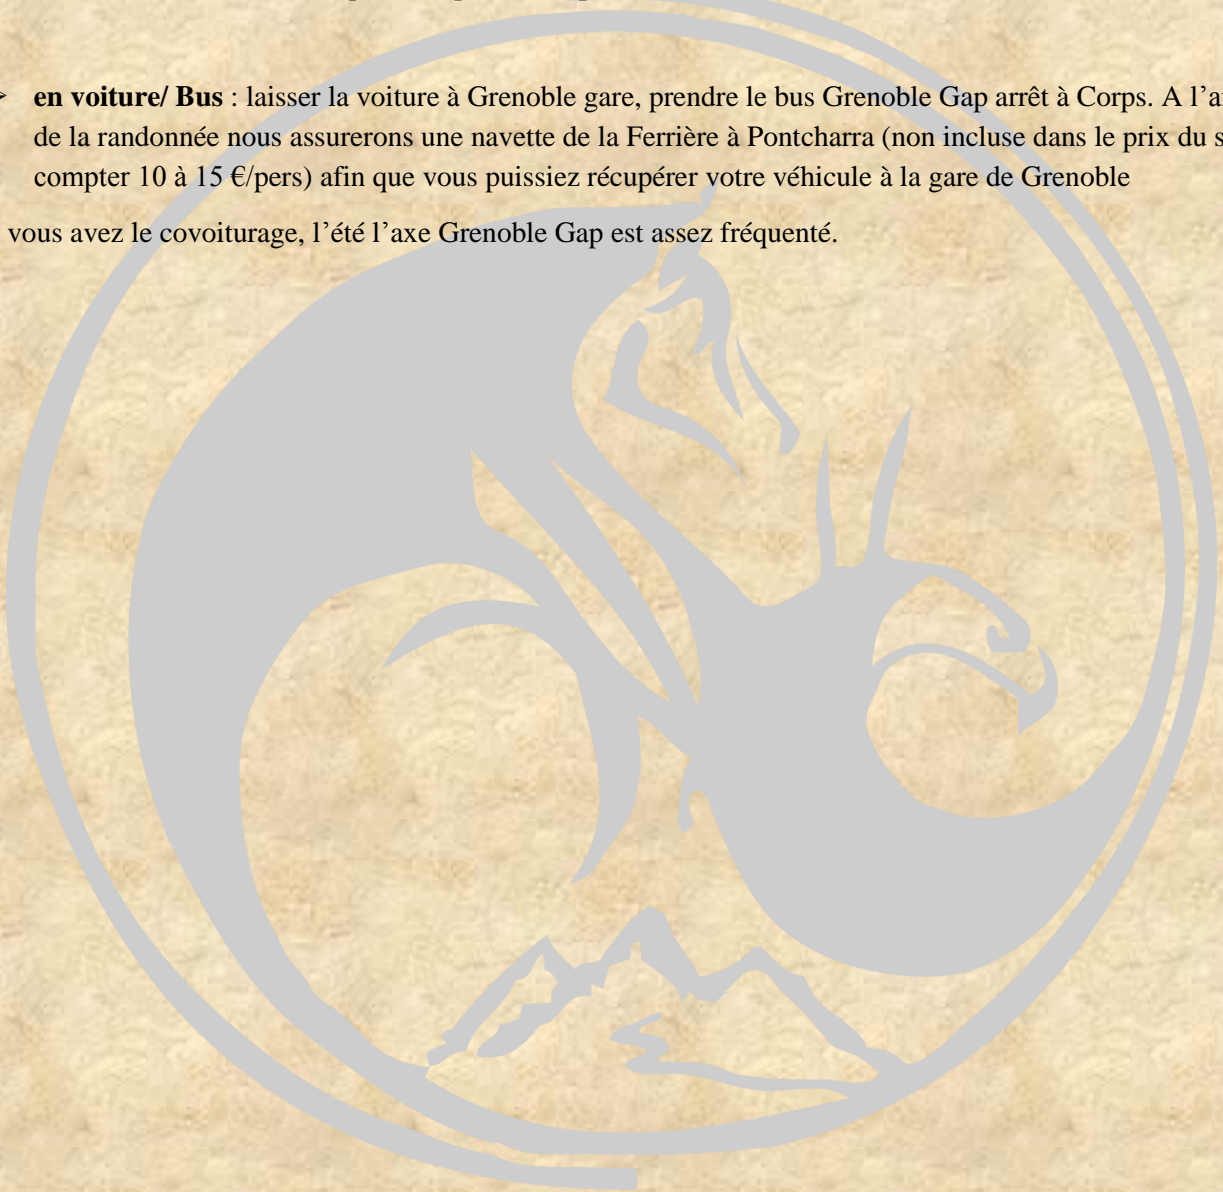 en voiture/ Bus : laisser la voiture à Grenoble gare, prendre le bus Grenoble Gap arrêt à Corps. A l’a
de la randonnée nous assurerons une navette de la Ferrière à Pontcharra (non incluse dans le prix du s
compter 10 à 15 €/pers) afin que vous puissiez récupérer votre véhicule à la gare de Grenoble
vous avez le covoiturage, l’été l’axe Grenoble Gap est assez fréquenté.